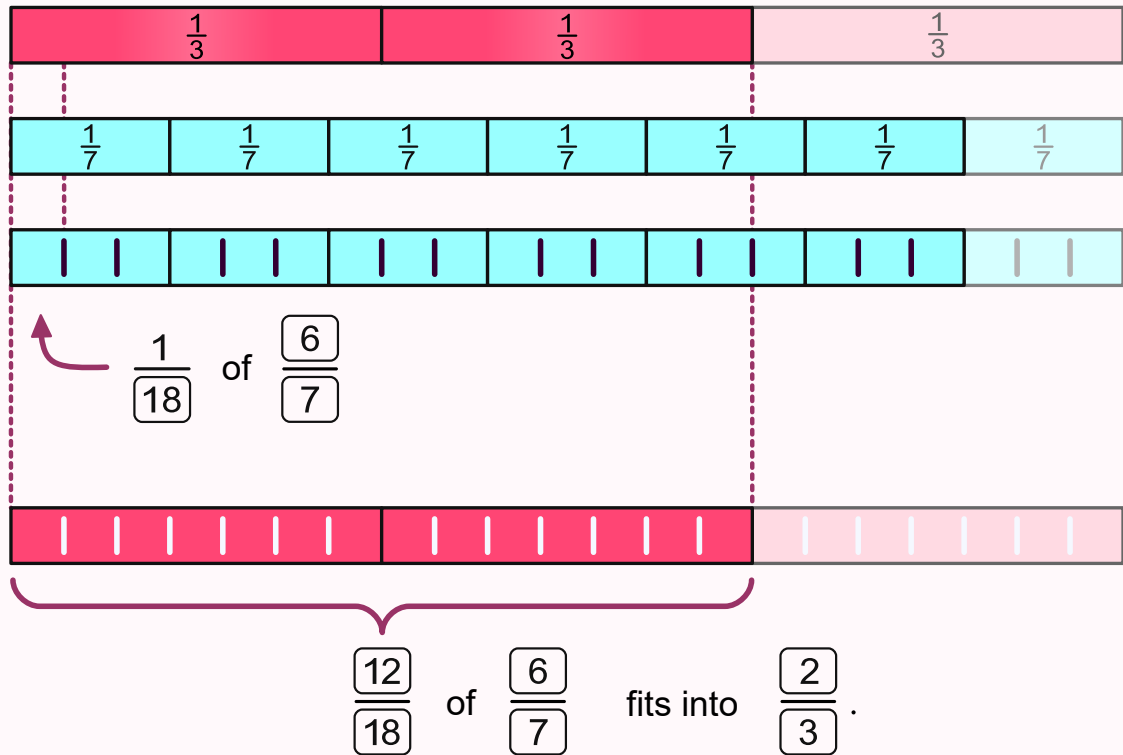 1/3 1/3 1/3
1/7 1/7 1/7 1/7 1/7 1/7 1/7
1/18 of 6/7
12/18 of 6/7 fits into 2/3.